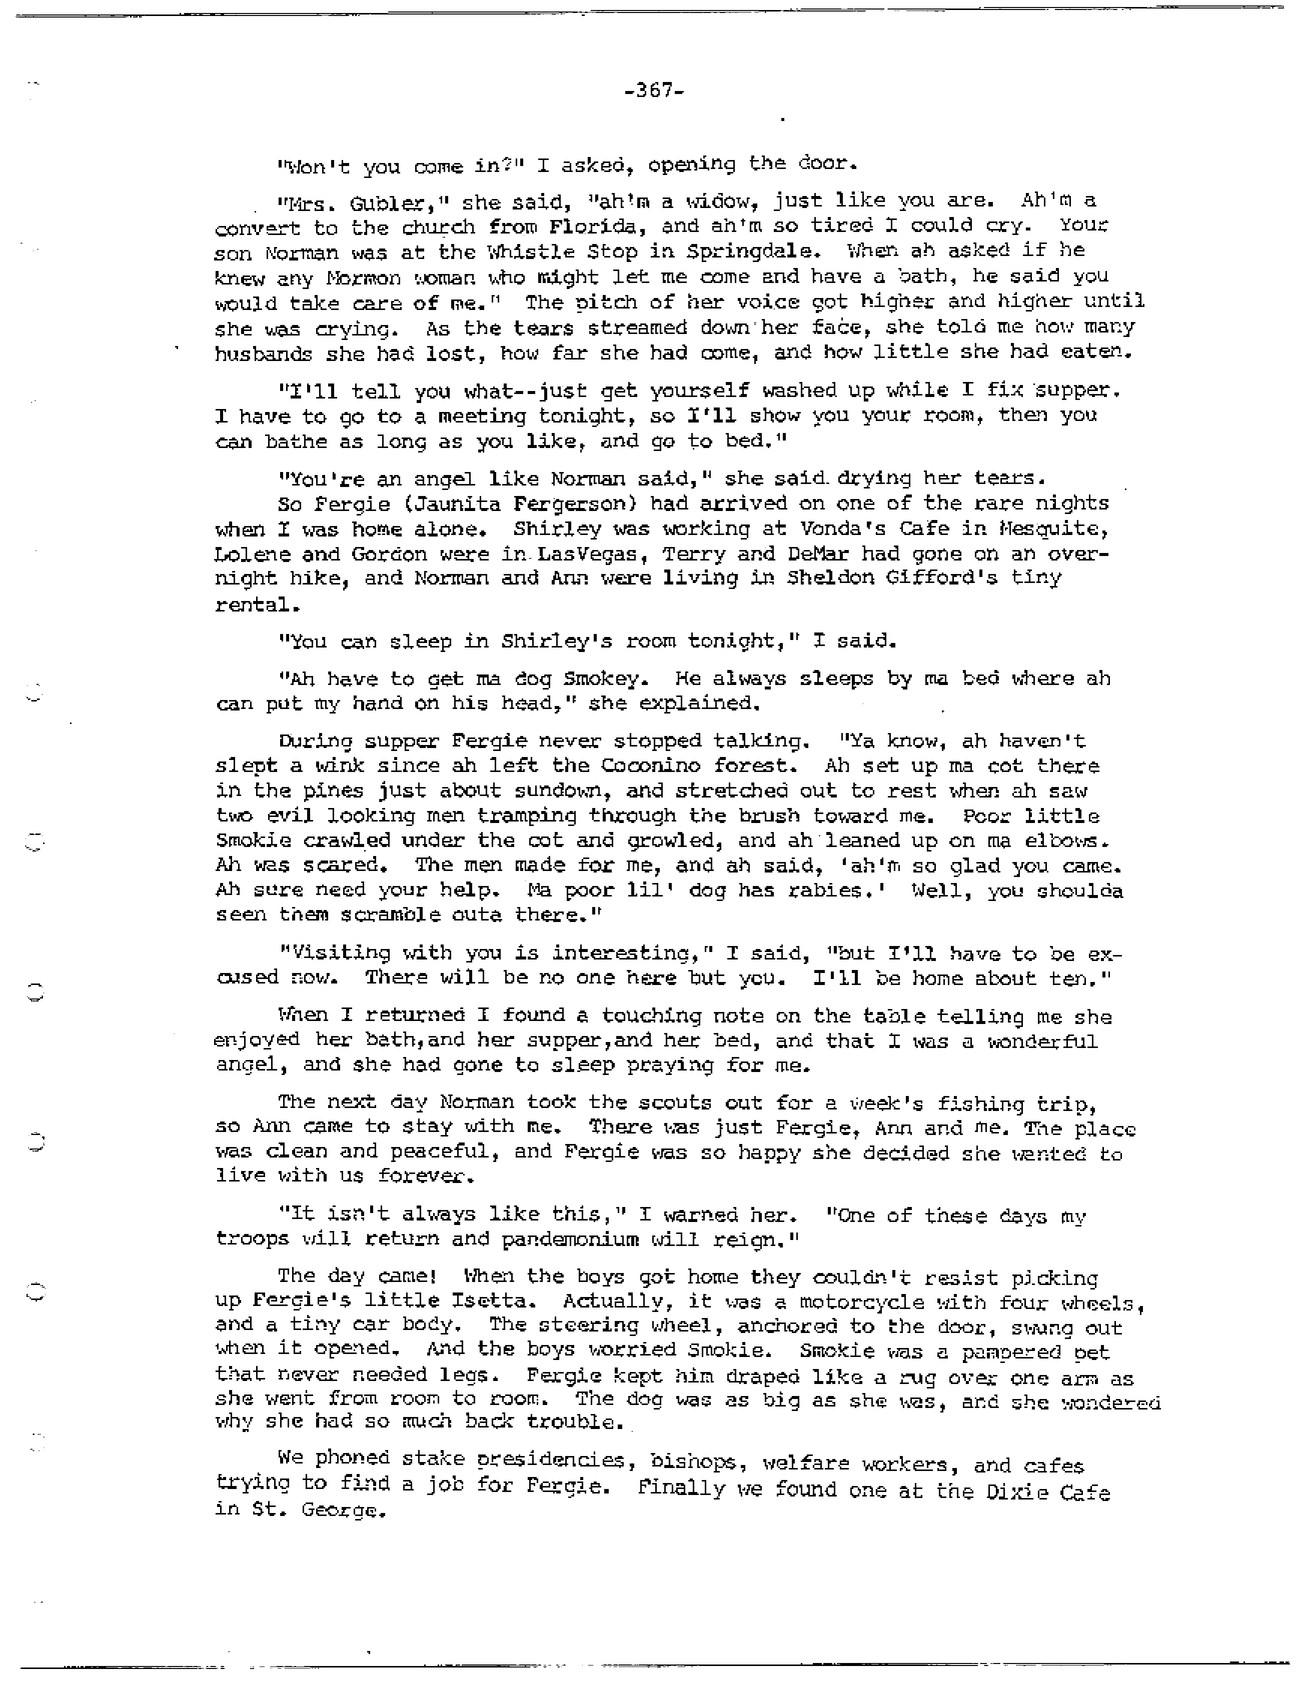 -367-
"Won't you come in?" I asked, opening the door.
"Mrs. Gubler," she said, "ah'm a widow, just like you are. Ah'm a
convert to the church from Florida, and ah'm so tired I could cry. Your
son Norman was at the Whistle Stop in Springdale. When ah asked if he
knew any Mormon woman who might let me come and have a bath, he said you
would take care of me." The pitch of her voice got higher and higher until
she was crying. As the tears streamed down her face, she told me how many
husbands she had lost, how far she had come, and how little she had eaten.
"I'll tell you what--just get yourself washed up while I fix supper.
I have to go to a meeting tonight, so I'll show you your room, then you
can bathe as long as you like, and go to bed."
"You're an angel like Norman said," she said drying her tears.
So Fergie (Jaunita Fergerson) had arrived on one of the rare nights
when I was home alone. Shirley was working at Vonda's Cafe in Mesquite,
Lolene and Gordon were in LasVegas, Terry and DeMar had gone on an over-
night hike, and Norman and Ann were living in Sheldon Gifford's tiny
rental.
"You can sleep in Shirley's room tonight," I said.
"Ah have to get ma dog Smokey. He always sleeps by ma bed where ah
can put my hand on his head," she explained.
During supper Fergie never stopped talking. "Ya know, ah haven't
slept a wink since ah left the Coconino forest. Ah set up ma cot there
in the pines just about sundown, and stretched out to rest when ah saw
two evil looking men tramping through the brush toward me. Poor little
Smokie crawled under the cot and growled, and ah leaned up on ma elbows.
Ah was scared. The men made for me, and ah said, 'ah'm so glad you came.
Ah sure need your help. Ma poor lil' dog has rabies.' Well, you shoulda
seen them scramble outa there."
"Visiting with you is interesting," I said, "but I'll have to be ex-
cused now. There will be no one here but you. I'll be home about ten."
When I returned I found a touching note on the table telling me she
enjoyed her bath,and her supper,and her bed, and that I was a wonderful
angel, and she had gone to sleep praying for me.
The next day Norman took the scouts out for a week's fishing trip,
so Ann came to stay with me. There was just Fergie, Ann and me. The place
was clean and peaceful, and Fergie was so happy she decided she wanted to
live with us forever.
"It isn't always like this," I warned her. "One of these days my
troops will return and pandemonium will reign."
The day came! When the boys got home they couldn't resist picking
up Fergie's little Isetta. Actually, it was a motorcycle with four wheels,
and a tiny car body. The steering wheel, anchored to the door, swung out
when it opened. And the boys worried Smokie. Smokie was a pampered pet
that never needed legs. Fergie kept him draped like a rug over one arm as
she went from room to room. The dog was as big as she was, and she wondered
why she had so much back trouble.
We phoned stake presidencies, bishops, welfare workers, and cafes
trying to find a job for Fergie. Finally we found one at the Dixie Cafe
in St. George.